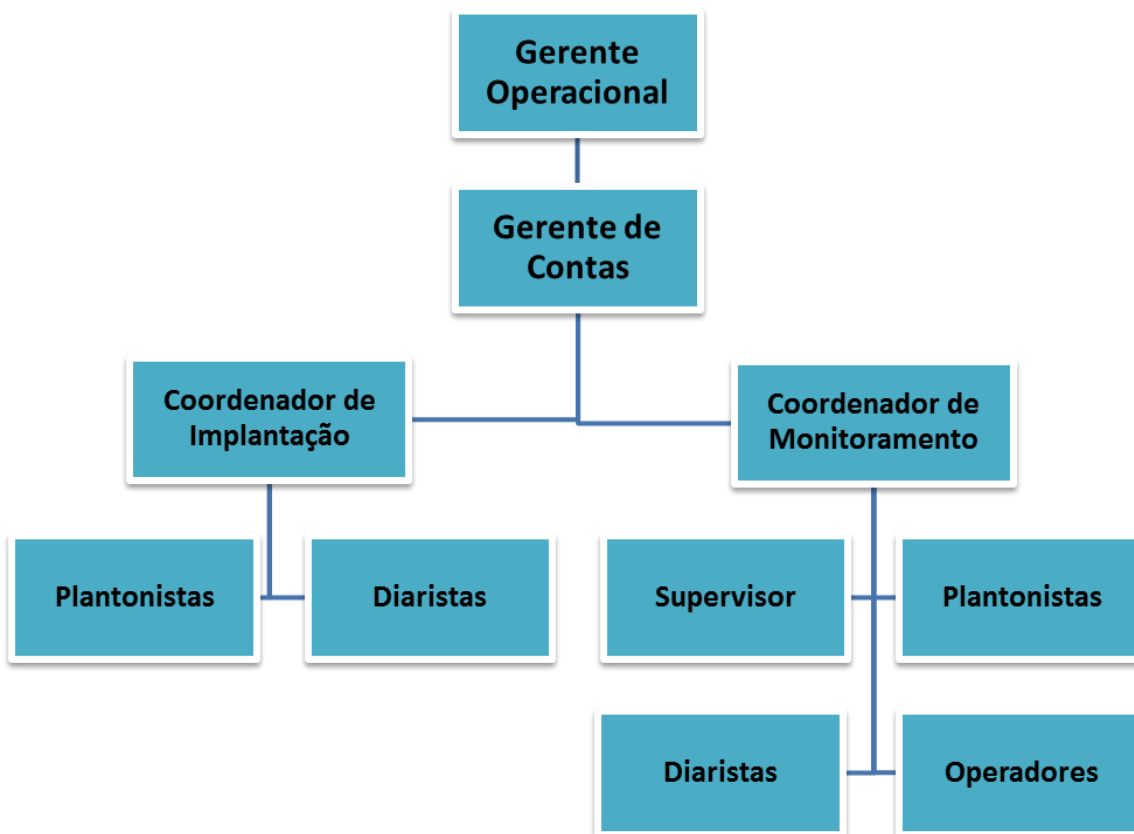 Gerente
Operacional
Gerente de
Contas
Coordenador de
Implantação
Coordenador de
Monitoramento
Plantonistas
Diaristas
Supervisor
Plantonistas
Diaristas
Operadores